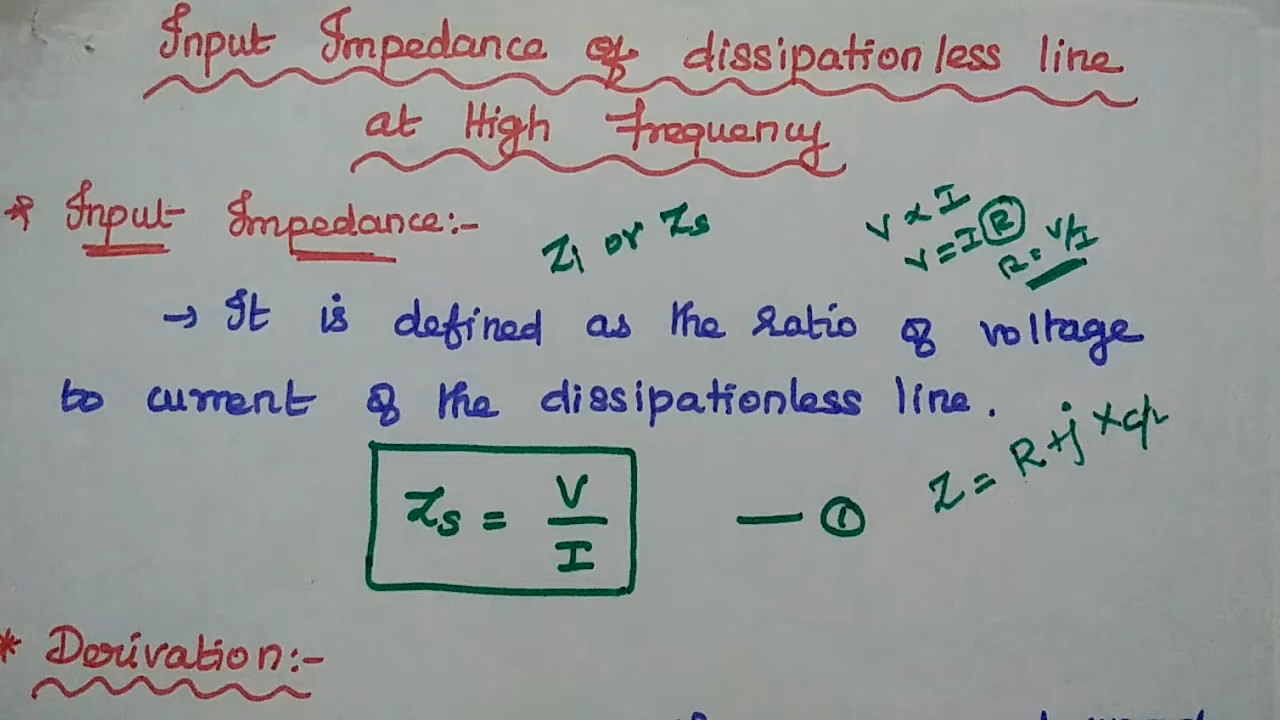 Input Impedance of dissipationless line
at High Frequency
* Input Impedance:-
Zi or Zs
V ∝ I
V = I R
R = V/I
→ It is defined as the ratio of voltage
to current of the dissipationless line.
Z = R + j X
Zs = V/I — ①
* Derivation:-